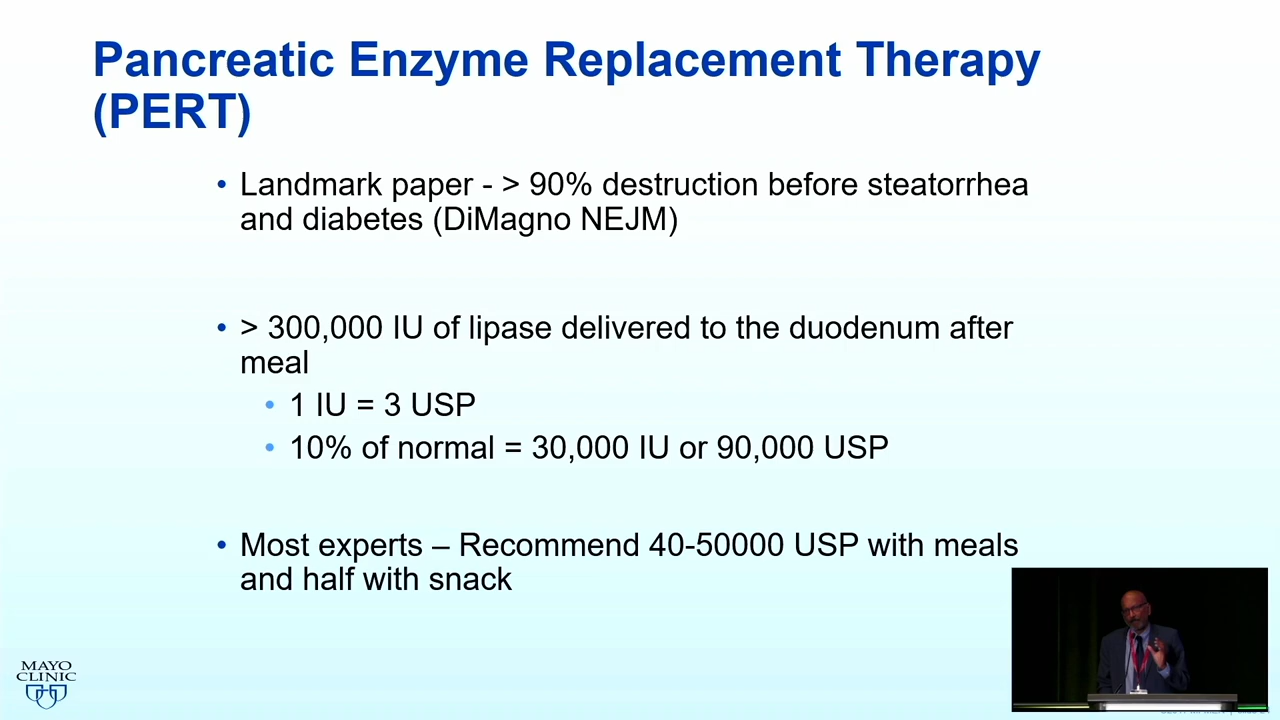 Pancreatic Enzyme Replacement Therapy
(PERT)
• Landmark paper - > 90% destruction before steatorrhea
and diabetes (DiMagno NEJM)
• > 300,000 IU of lipase delivered to the duodenum after
meal
• 1 IU = 3 USP
• 10% of normal = 30,000 IU or 90,000 USP
• Most experts – Recommend 40-50000 USP with meals
and half with snack
MAYO
CLINIC